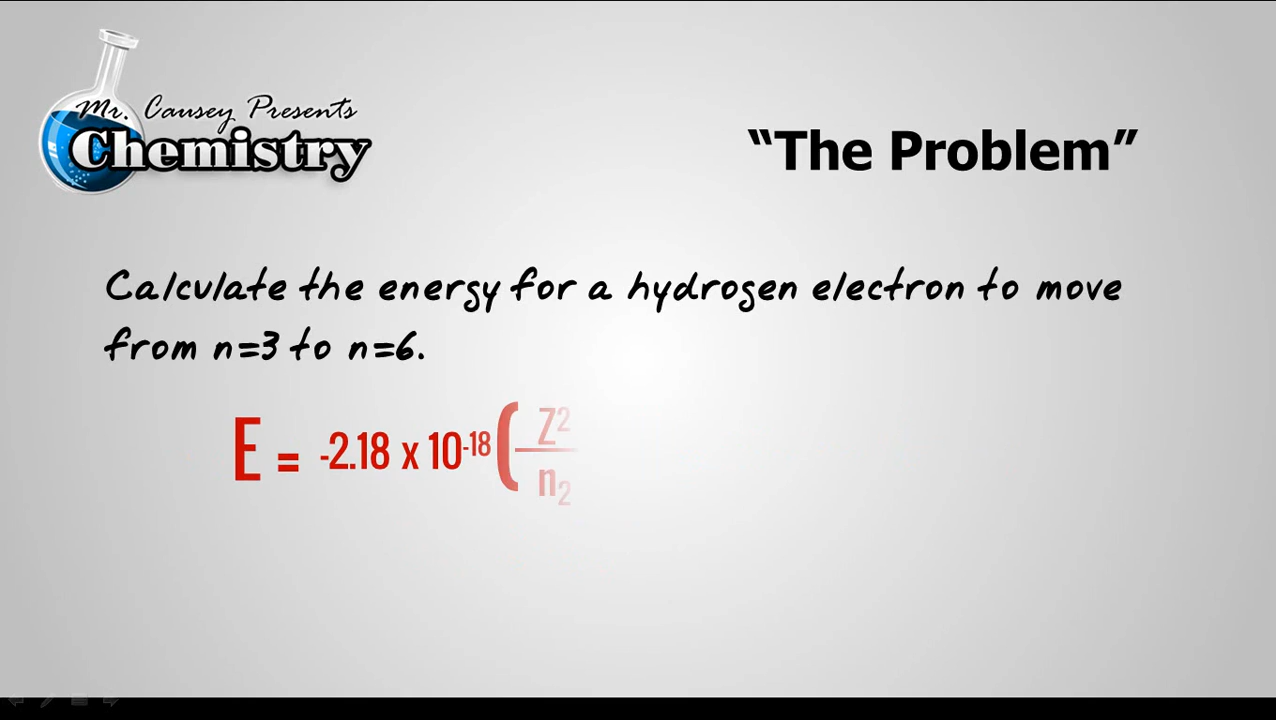 Mr. Causey Presents
Chemistry
“The Problem”
Calculate the energy for a hydrogen electron to move
from n=3 to n=6.
E = -2.18 x 10⁻¹⁸ ( Z² / n₂